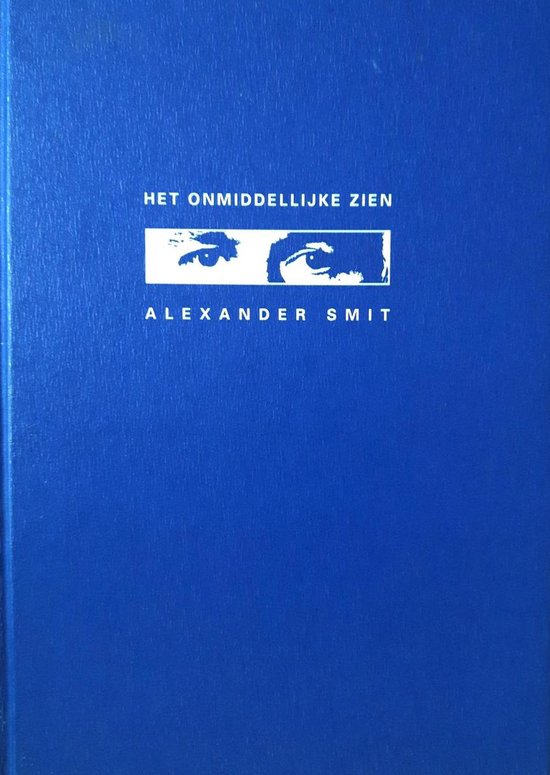 HET ONMIDDELLIJKE ZIEN
ALEXANDER SMIT